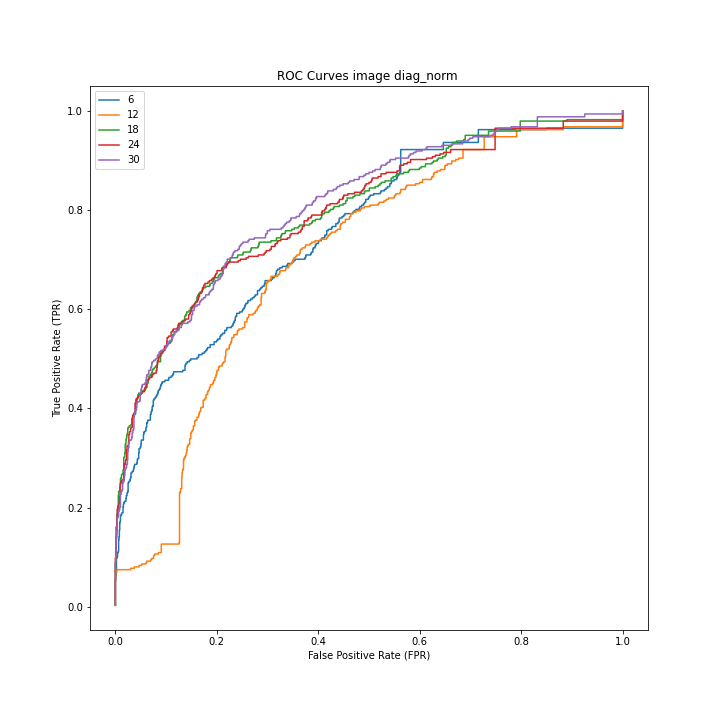 ROC Curves image diag_norm
6
12
18
24
30
1.0
0.8
0.6
0.4
0.2
0.0
True Positive Rate (TPR)
0.0 0.2 0.4 0.6 0.8 1.0
False Positive Rate (FPR)